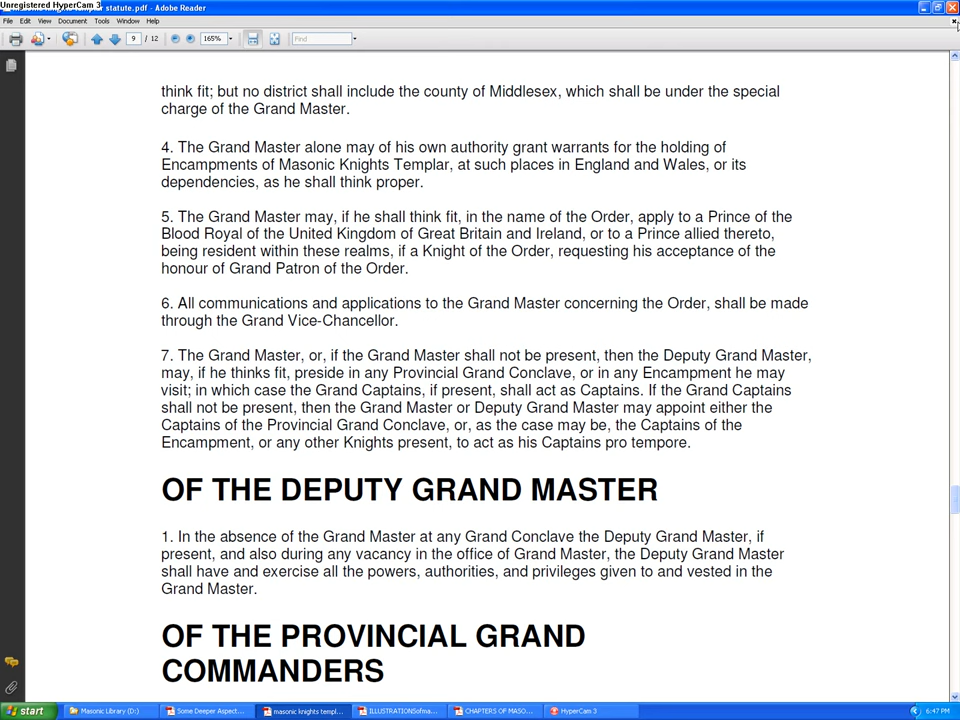 Unregistered HyperCam 3
statute.pdf - Adobe Reader
File Edit View Document Tools Window Help
9 / 12 165% Find
think fit; but no district shall include the county of Middlesex, which shall be under the special
charge of the Grand Master.
4. The Grand Master alone may of his own authority grant warrants for the holding of
Encampments of Masonic Knights Templar, at such places in England and Wales, or its
dependencies, as he shall think proper.
5. The Grand Master may, if he shall think fit, in the name of the Order, apply to a Prince of the
Blood Royal of the United Kingdom of Great Britain and Ireland, or to a Prince allied thereto,
being resident within these realms, if a Knight of the Order, requesting his acceptance of the
honour of Grand Patron of the Order.
6. All communications and applications to the Grand Master concerning the Order, shall be made
through the Grand Vice-Chancellor.
7. The Grand Master, or, if the Grand Master shall not be present, then the Deputy Grand Master,
may, if he thinks fit, preside in any Provincial Grand Conclave, or in any Encampment he may
visit; in which case the Grand Captains, if present, shall act as Captains. If the Grand Captains
shall not be present, then the Grand Master or Deputy Grand Master may appoint either the
Captains of the Provincial Grand Conclave, or, as the case may be, the Captains of the
Encampment, or any other Knights present, to act as his Captains pro tempore.
OF THE DEPUTY GRAND MASTER
1. In the absence of the Grand Master at any Grand Conclave the Deputy Grand Master, if
present, and also during any vacancy in the office of Grand Master, the Deputy Grand Master
shall have and exercise all the powers, authorities, and privileges given to and vested in the
Grand Master.
OF THE PROVINCIAL GRAND
COMMANDERS
start Masonic Library (D:) Some Deeper Aspect... masonic knights templ... ILLUSTRATIONSofma... CHAPTERS OF MASO... HyperCam 3 6:47 PM